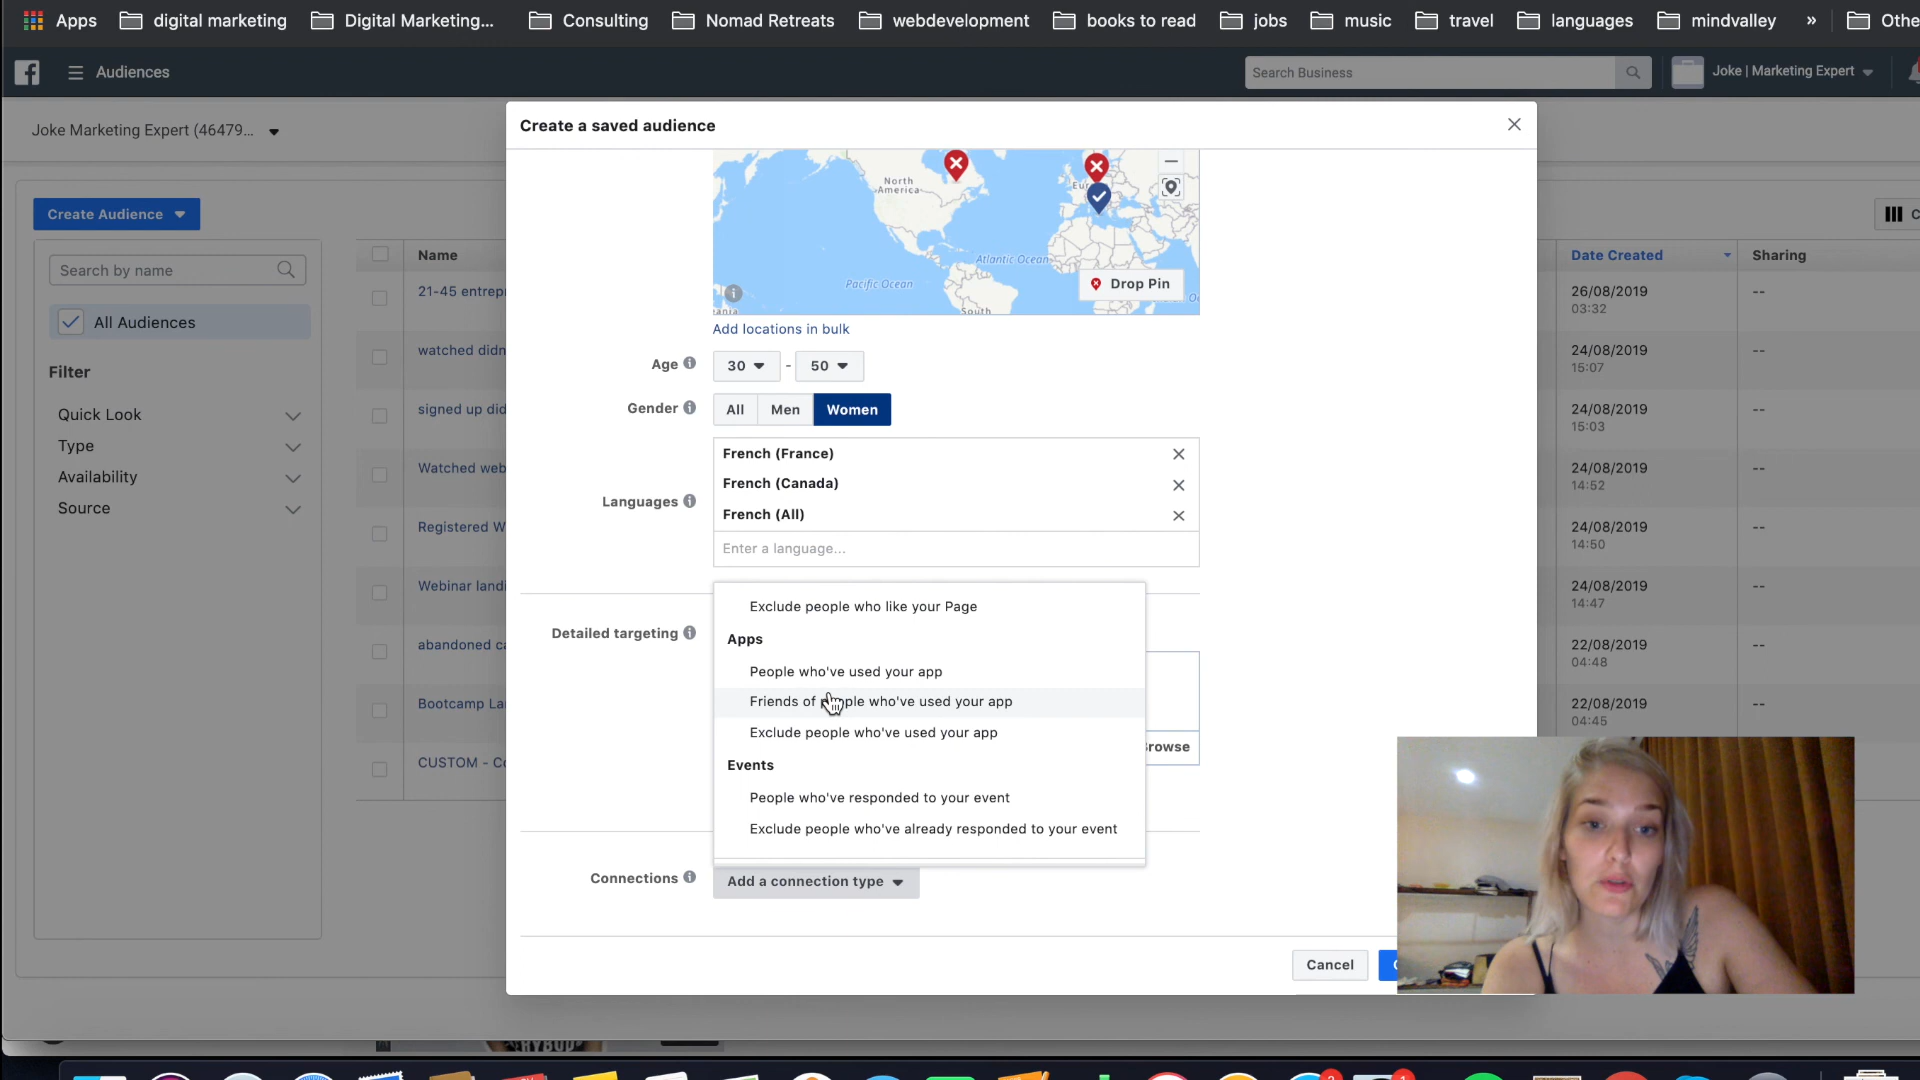 Apps
digital marketing
Digital Marketing...
Consulting
Nomad Retreats
webdevelopment
books to read
jobs
music
travel
languages
mindvalley
»
Othe
Audiences
Search Business
Joke | Marketing Expert
Joke Marketing Expert (46479...
Create a saved audience
North
America
Atlantic Ocean
Pacific Ocean
South
Drop Pin
Add locations in bulk
Create Audience
Search by name
All Audiences
Filter
Quick Look
Type
Availability
Source
Name
21-45 entrep
watched didn
signed up did
Watched web
Registered W
Webinar landi
abandoned ca
Bootcamp La
CUSTOM - Co
Age
30
-
50
Gender
All
Men
Women
Languages
French (France)
French (Canada)
French (All)
Enter a language...
Detailed targeting
Exclude people who like your Page
Apps
People who've used your app
Friends of people who've used your app
Exclude people who've used your app
Events
People who've responded to your event
Exclude people who've already responded to your event
Browse
Connections
Add a connection type
Cancel
Date Created
Sharing
26/08/2019
03:32
--
24/08/2019
15:07
--
24/08/2019
15:03
--
24/08/2019
14:52
--
24/08/2019
14:50
--
24/08/2019
14:47
--
22/08/2019
04:48
--
22/08/2019
04:45
--